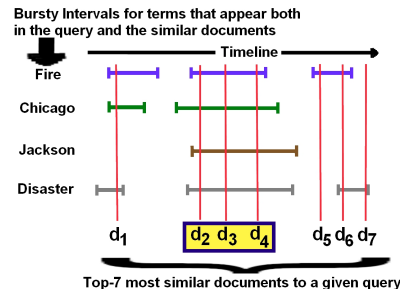 Bursty Intervals for terms that appear both
in the query and the similar documents
Timeline
Fire
Chicago
Jackson
Disaster
d1 d2 d3 d4 d5 d6 d7
Top-7 most similar documents to a given query